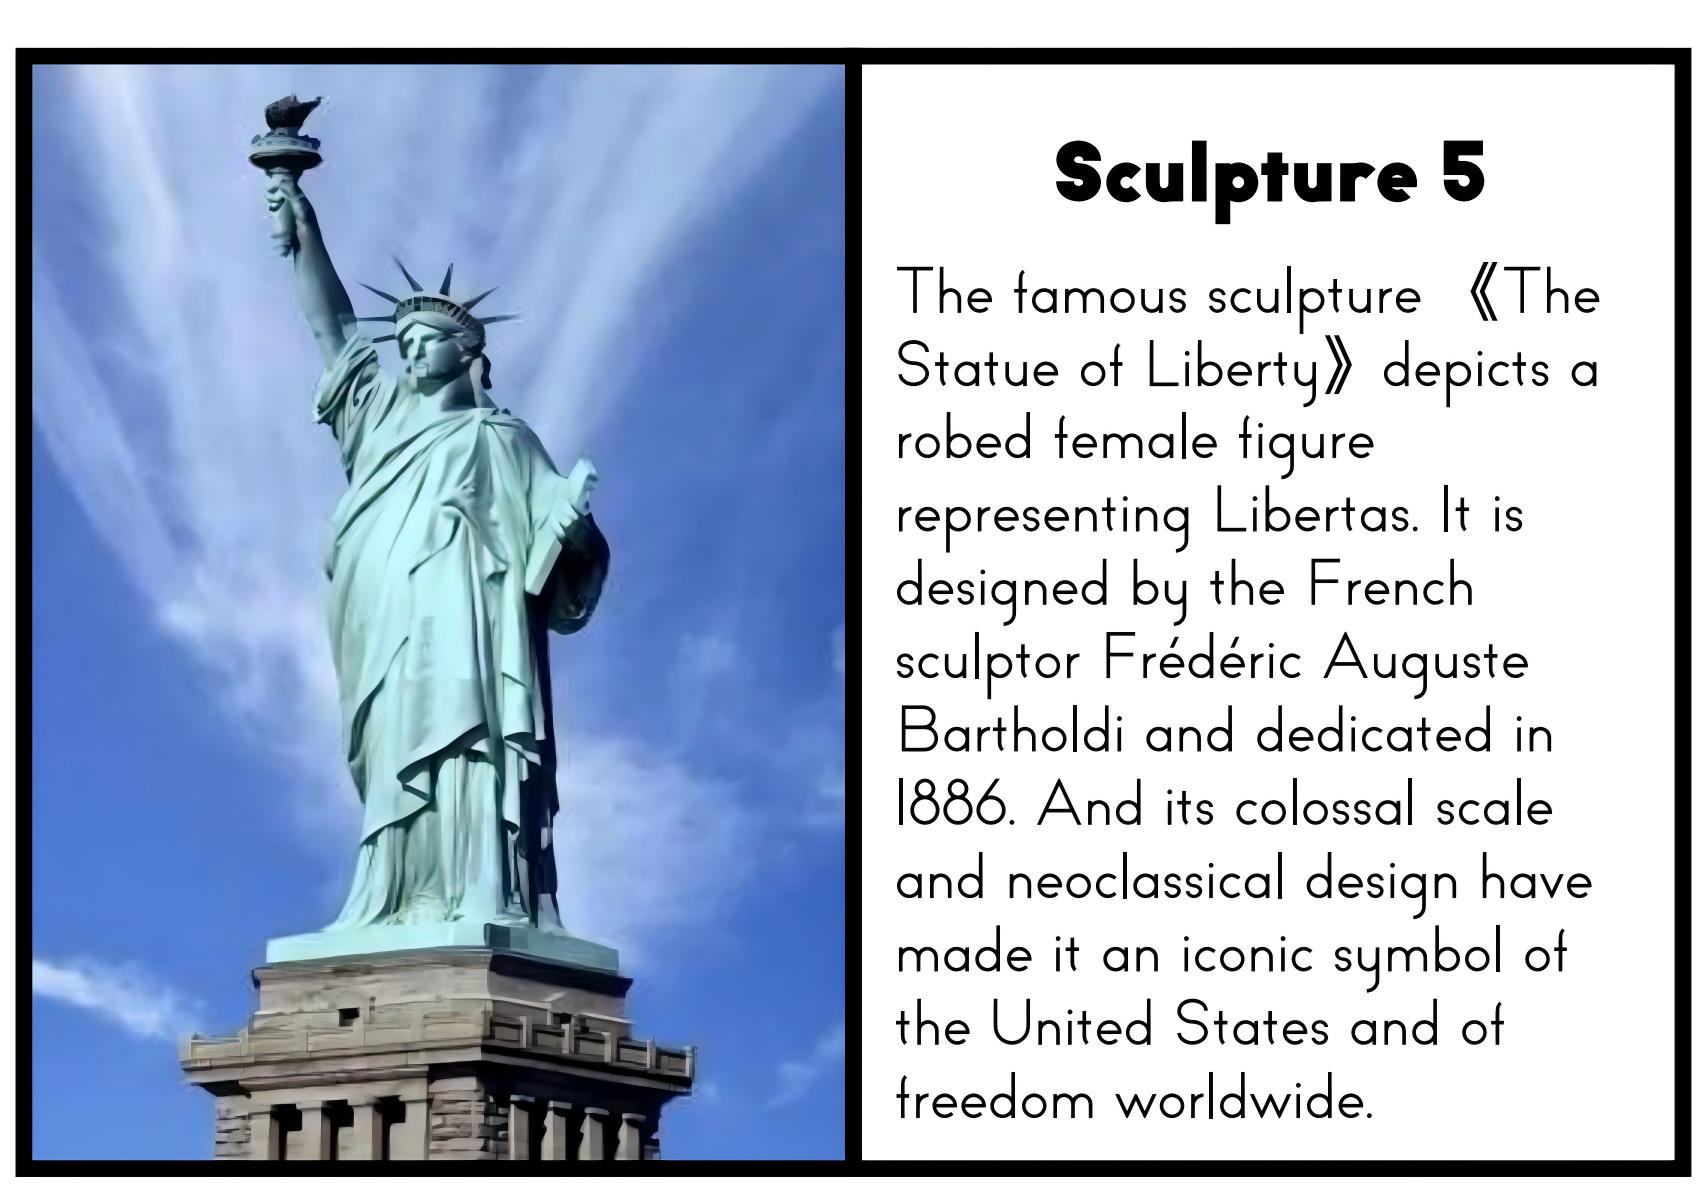 Sculpture 5
The famous sculpture 《The
Statue of Liberty》 depicts a
robed female figure
representing Libertas. It is
designed by the French
sculptor Frédéric Auguste
Bartholdi and dedicated in
1886. And its colossal scale
and neoclassical design have
made it an iconic symbol of
the United States and of
freedom worldwide.